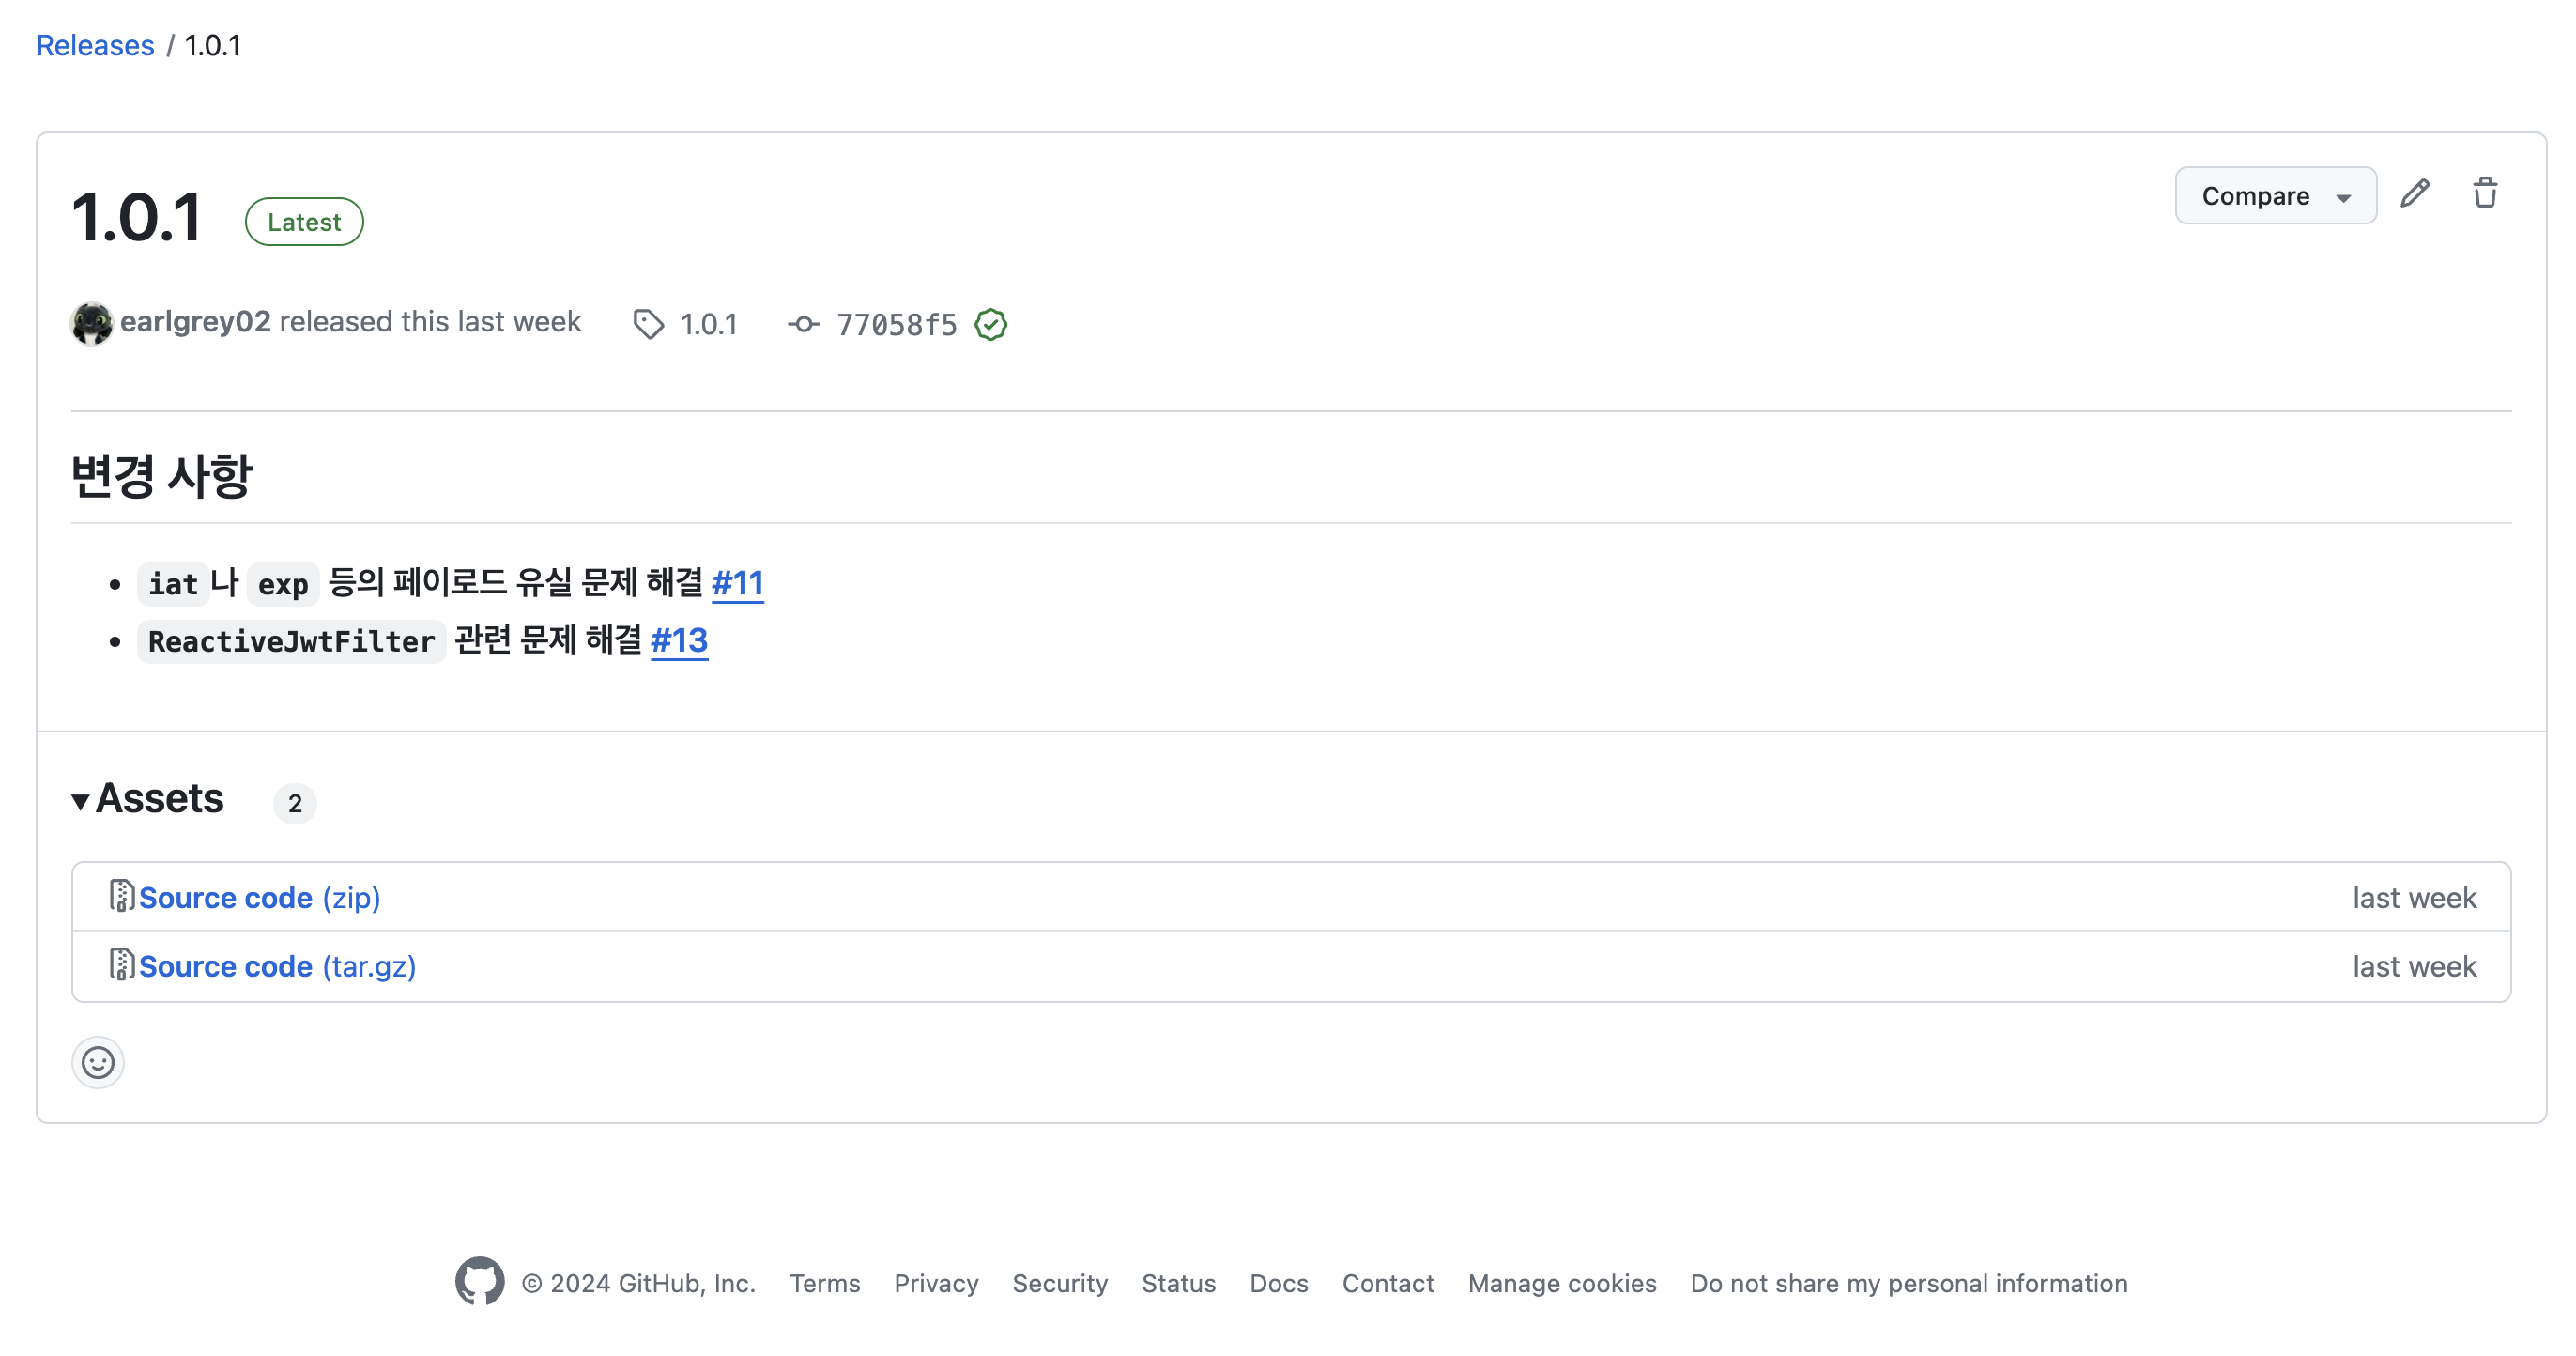 Releases / 1.0.1
1.0.1 Latest
Compare
earlgrey02 released this last week 1.0.1 77058f5
변경 사항
iat나 exp 등의 페이로드 유실 문제 해결 #11
ReactiveJwtFilter 관련 문제 해결 #13
Assets 2
Source code (zip) last week
Source code (tar.gz) last week
© 2024 GitHub, Inc. Terms Privacy Security Status Docs Contact Manage cookies Do not share my personal information